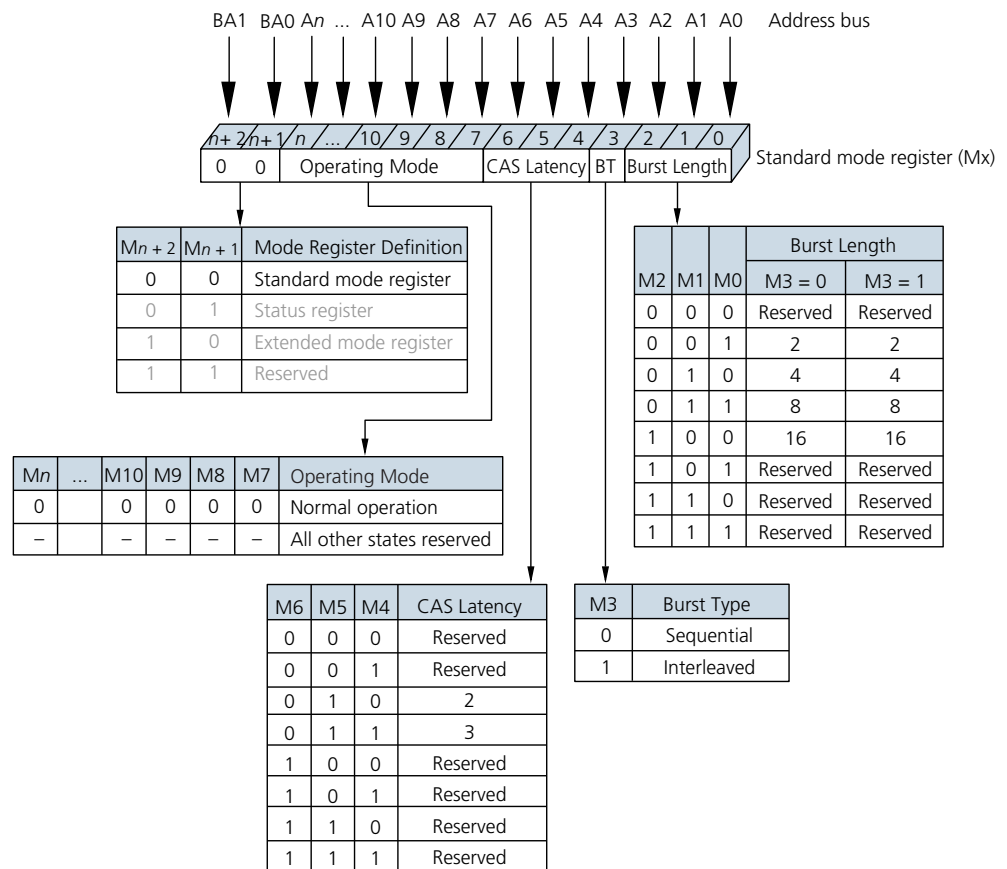 BA1 BA0 An ... A10 A9 A8 A7 A6 A5 A4 A3 A2 A1 A0 Address bus
n + 2 n + 1 n ... 10 9 8 7 6 5 4 3 2 1 0
0 0 Operating Mode CAS Latency BT Burst Length
Standard mode register (Mx)
Mn + 2 Mn + 1 Mode Register Definition
0 0 Standard mode register
0 1 Status register
1 0 Extended mode register
1 1 Reserved
Burst Length
M2 M1 M0 M3 = 0 M3 = 1
0 0 0 Reserved Reserved
0 0 1 2 2
0 1 0 4 4
0 1 1 8 8
1 0 0 16 16
1 0 1 Reserved Reserved
1 1 0 Reserved Reserved
1 1 1 Reserved Reserved
Mn ... M10 M9 M8 M7 Operating Mode
0 0 0 0 0 Normal operation
– – – – – All other states reserved
M6 M5 M4 CAS Latency
0 0 0 Reserved
0 0 1 Reserved
0 1 0 2
0 1 1 3
1 0 0 Reserved
1 0 1 Reserved
1 1 0 Reserved
1 1 1 Reserved
M3 Burst Type
0 Sequential
1 Interleaved